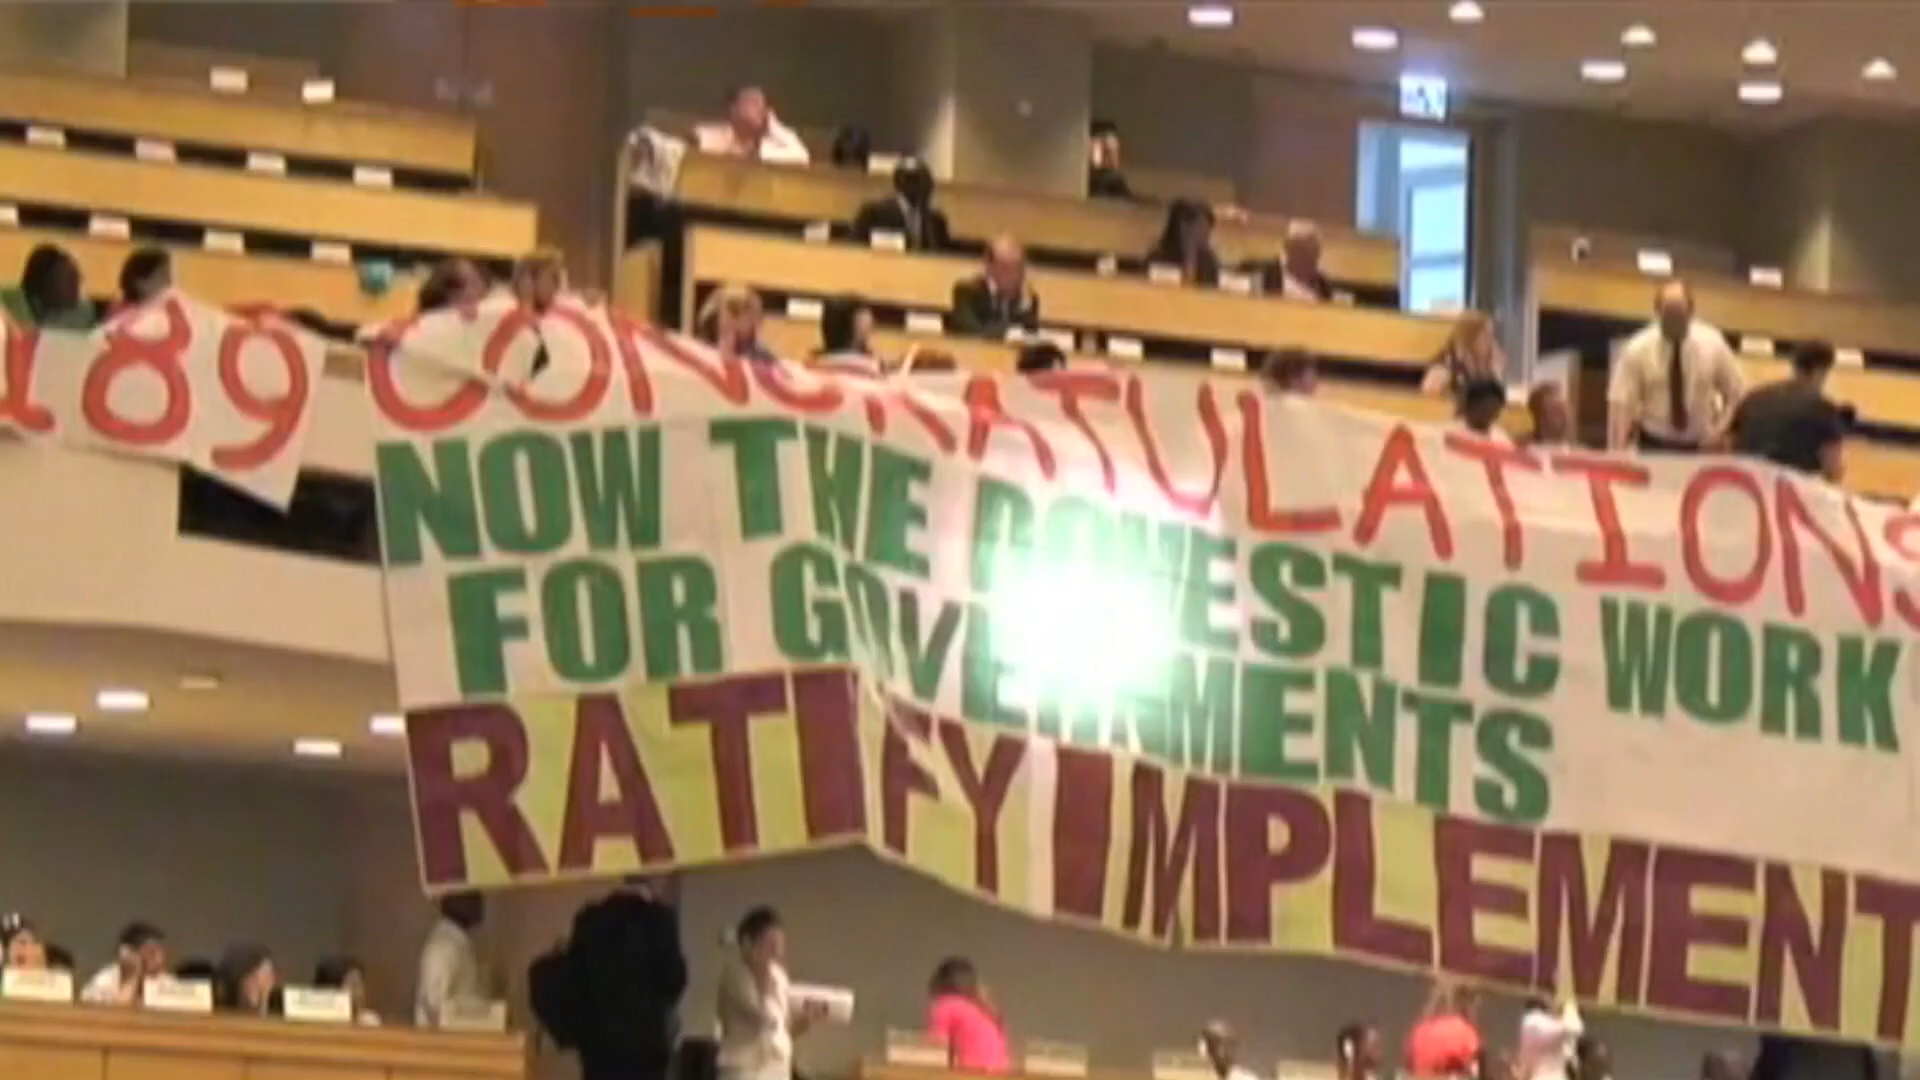 189 CONGRATULATIONS
NOW THE DOMESTIC WORK
FOR GOVERNMENTS
RATIFY IMPLEMENT